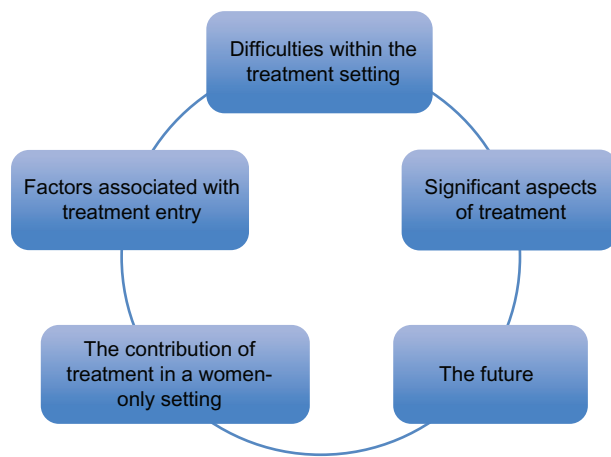 Difficulties within the
treatment setting
Factors associated with
treatment entry
Significant aspects
of treatment
The contribution of
treatment in a women-
only setting
The future